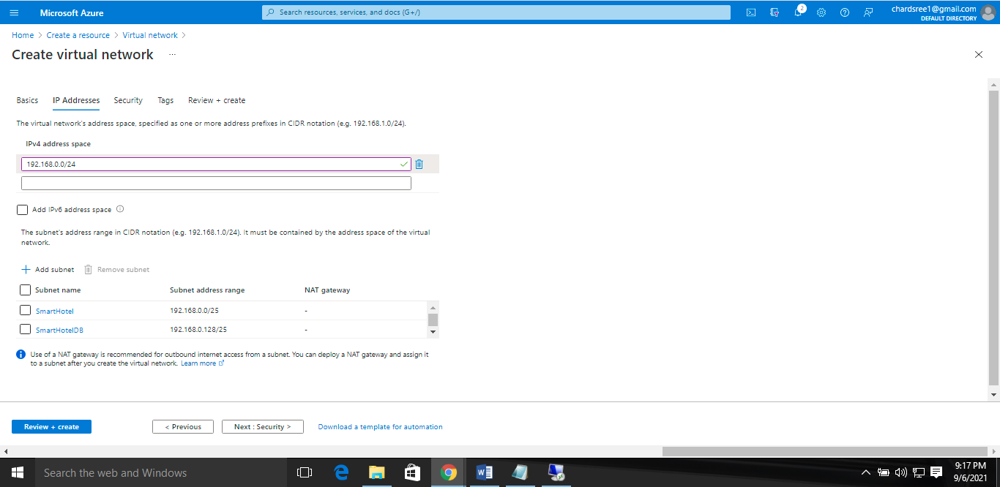 Microsoft Azure
Search resources, services, and docs (G+/)
2
chardsree1@gmail.com
DEFAULT DIRECTORY
Home > Create a resource > Virtual network >
Create virtual network ...
Basics IP Addresses Security Tags Review + create
The virtual network's address space, specified as one or more address prefixes in CIDR notation (e.g. 192.168.1.0/24).
IPv4 address space
192.168.0.0/24
Add IPv6 address space
The subnet's address range in CIDR notation (e.g. 192.168.1.0/24). It must be contained by the address space of the virtual
network.
+ Add subnet Remove subnet
Subnet name Subnet address range NAT gateway
SmartHotel 192.168.0.0/25 -
SmartHotelDB 192.168.0.128/25 -
Use of a NAT gateway is recommended for outbound internet access from a subnet. You can deploy a NAT gateway and assign it
to a subnet after you create the virtual network. Learn more
Review + create < Previous Next : Security > Download a template for automation
Search the web and Windows
9:17 PM
9/6/2021